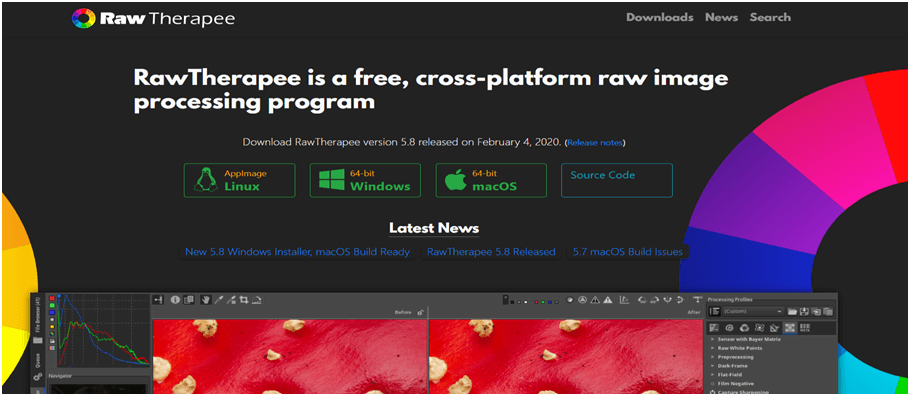 Raw Therapee
Downloads News Search
RawTherapee is a free, cross-platform raw image
processing program
Download RawTherapee version 5.8 released on February 4, 2020. (Release notes)
AppImage
Linux
64-bit
Windows
64-bit
macOS
Source Code
Latest News
New 5.8 Windows Installer, macOS Build Ready
RawTherapee 5.8 Released
5.7 macOS Build Issues
File Browser (41)
Queue
Navigator
Before
After
Processing Profiles
(Custom)
Sensor with Bayer Matrix
Raw White Points
Preprocessing
Dark-Frame
Flat-Field
Film Negative
Capture Sharpening